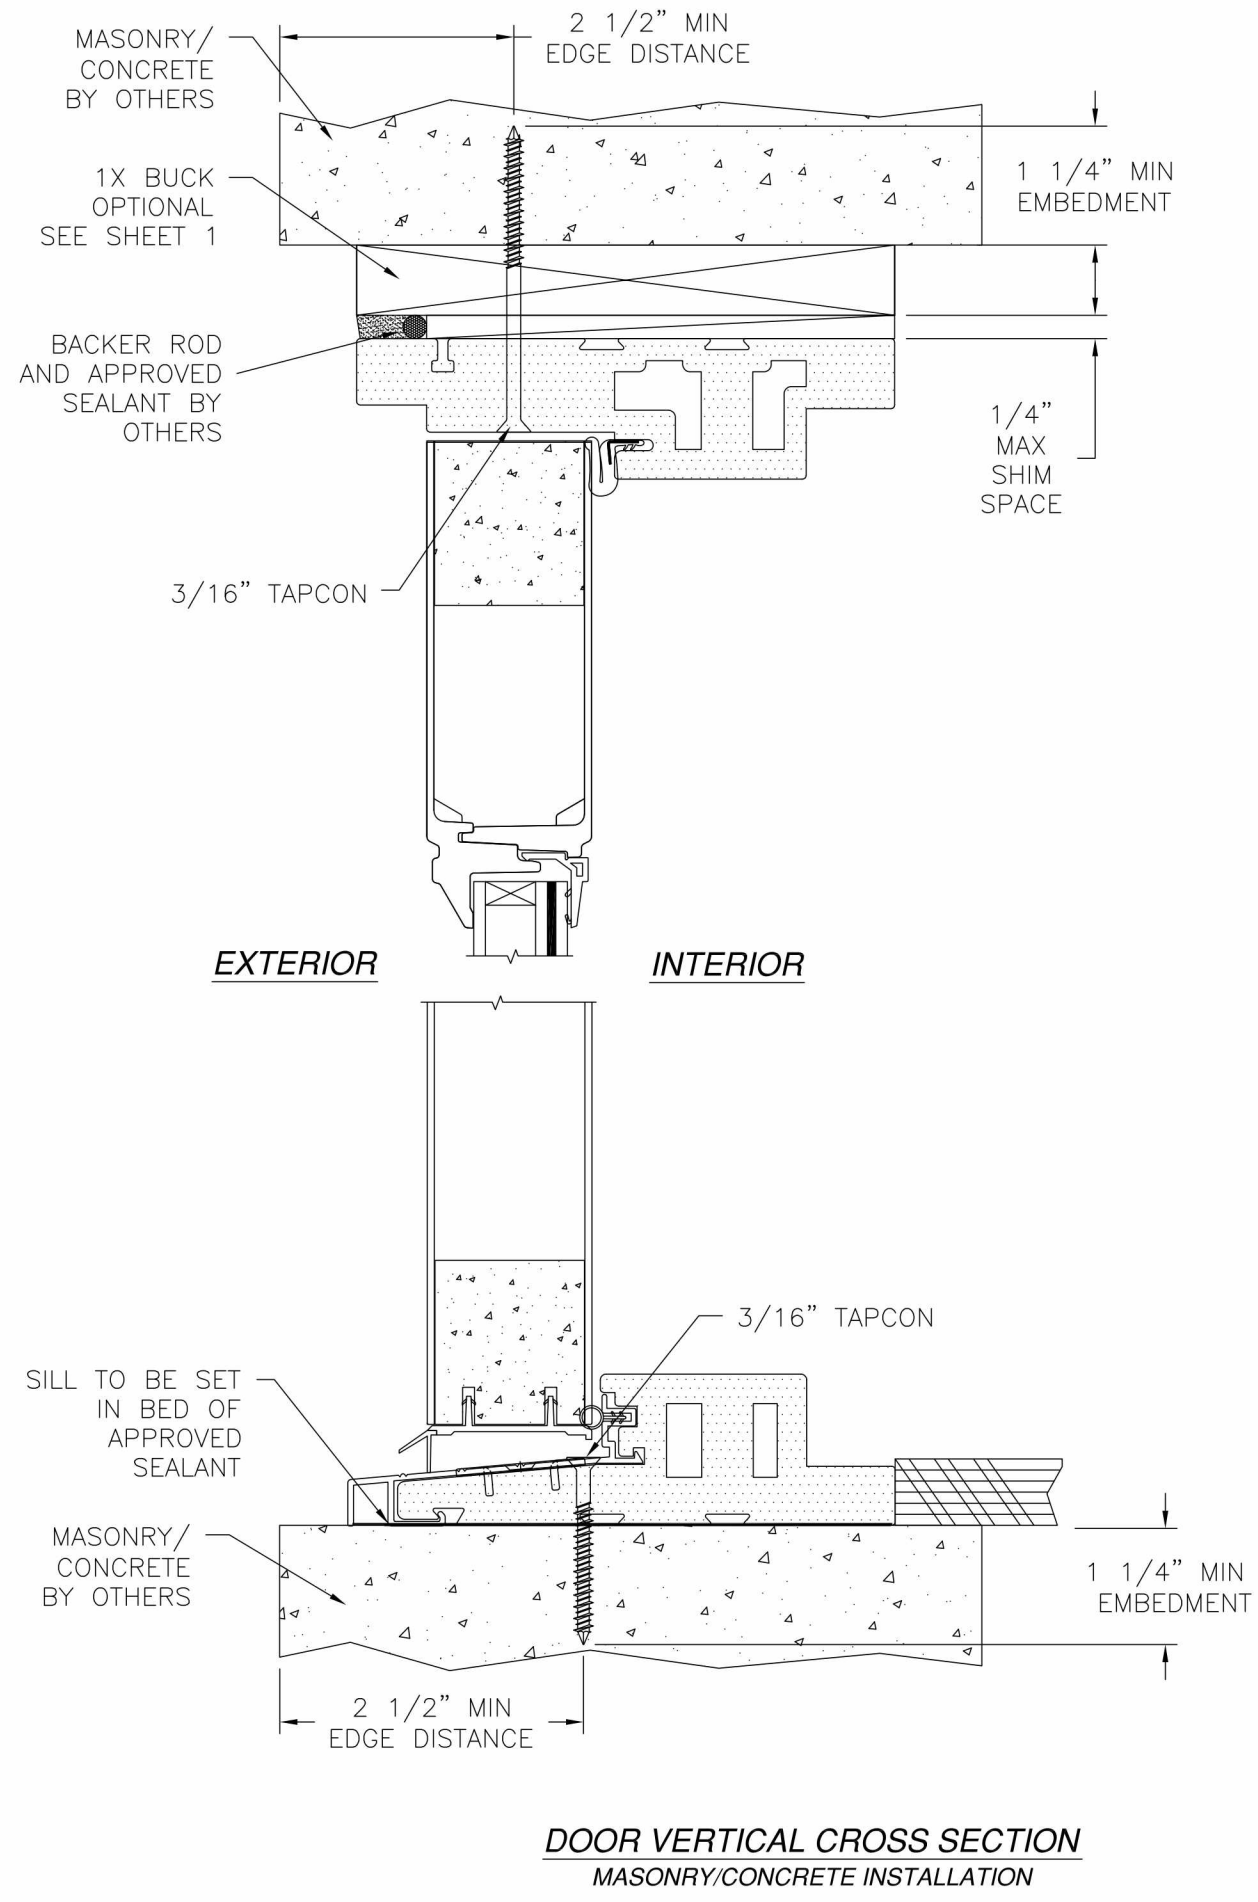 MASONRY/
CONCRETE
BY OTHERS
2 1/2” MIN
EDGE DISTANCE
1X BUCK
OPTIONAL
SEE SHEET 1
1 1/4” MIN
EMBEDMENT
BACKER ROD
AND APPROVED
SEALANT BY
OTHERS
1/4”
MAX
SHIM
SPACE
3/16” TAPCON
EXTERIOR
INTERIOR
3/16” TAPCON
SILL TO BE SET
IN BED OF
APPROVED
SEALANT
MASONRY/
CONCRETE
BY OTHERS
1 1/4” MIN
EMBEDMENT
2 1/2” MIN
EDGE DISTANCE
DOOR VERTICAL CROSS SECTION
MASONRY/CONCRETE INSTALLATION